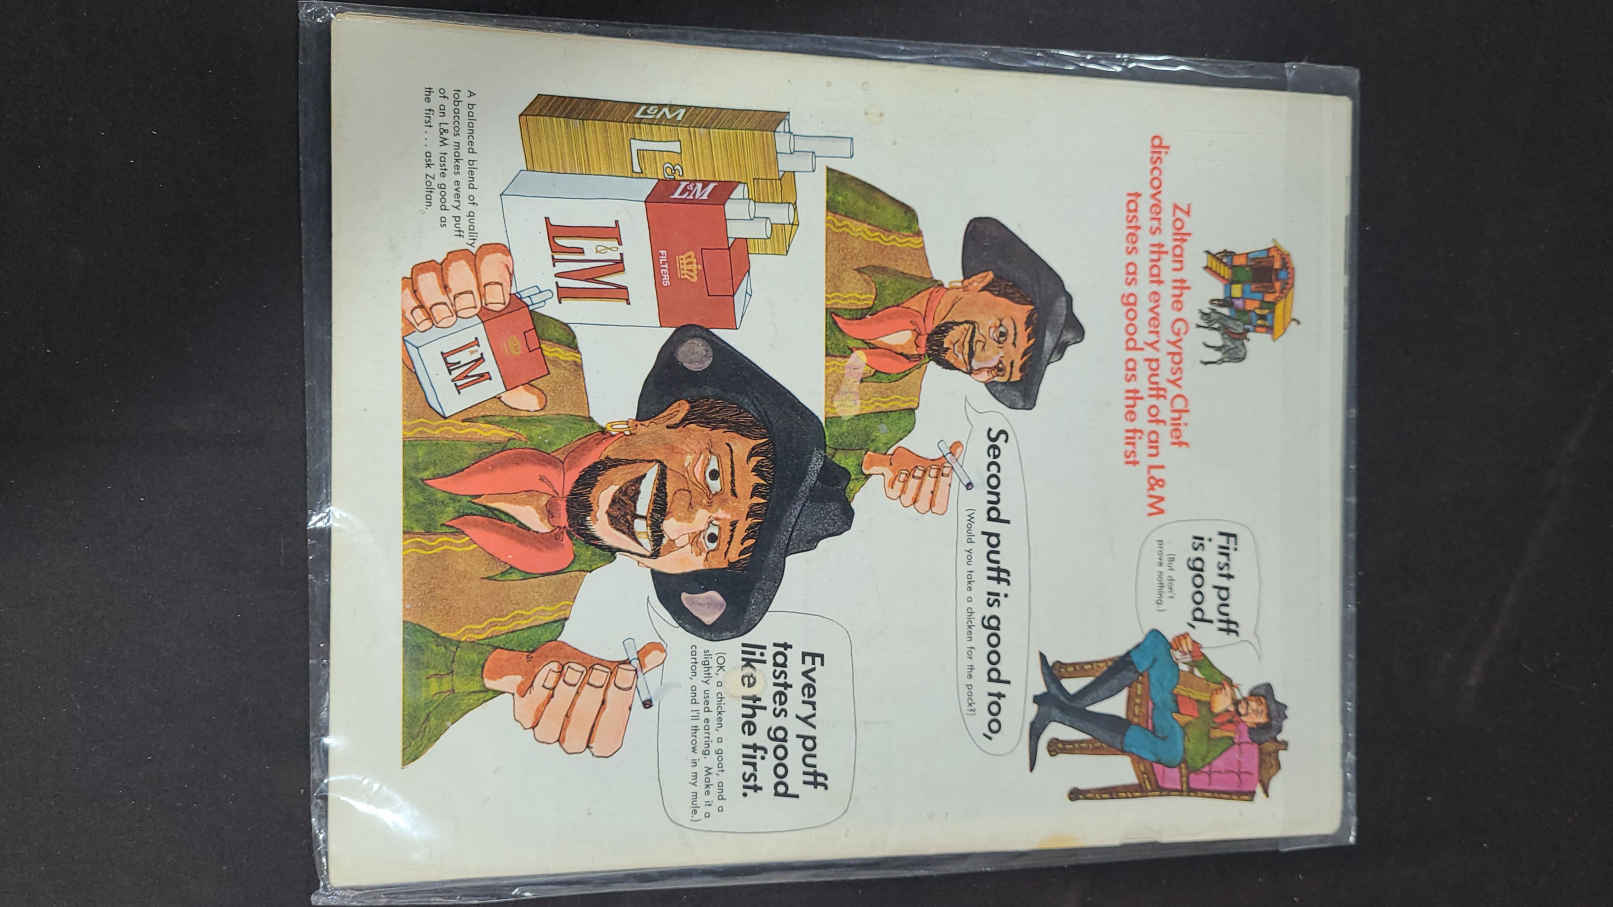 Zoltan the Gypsy Chief
discovers that every puff of an L&M
tastes as good as the first
First puff
is good,
(But don't
prove nothing.)
Second puff is good too,
(Would you take a chicken for the pack?)
Every puff
tastes good
like the first.
(OK, a chicken, a goat, and a
slightly used earring. Make it a
carton, and I'll throw in my mule.)
L&M
L&
L&M
FILTERS
L&M
L&M
A balanced blend of quality
tobaccos makes every puff
of an L&M taste good as
the first... ask Zoltan.